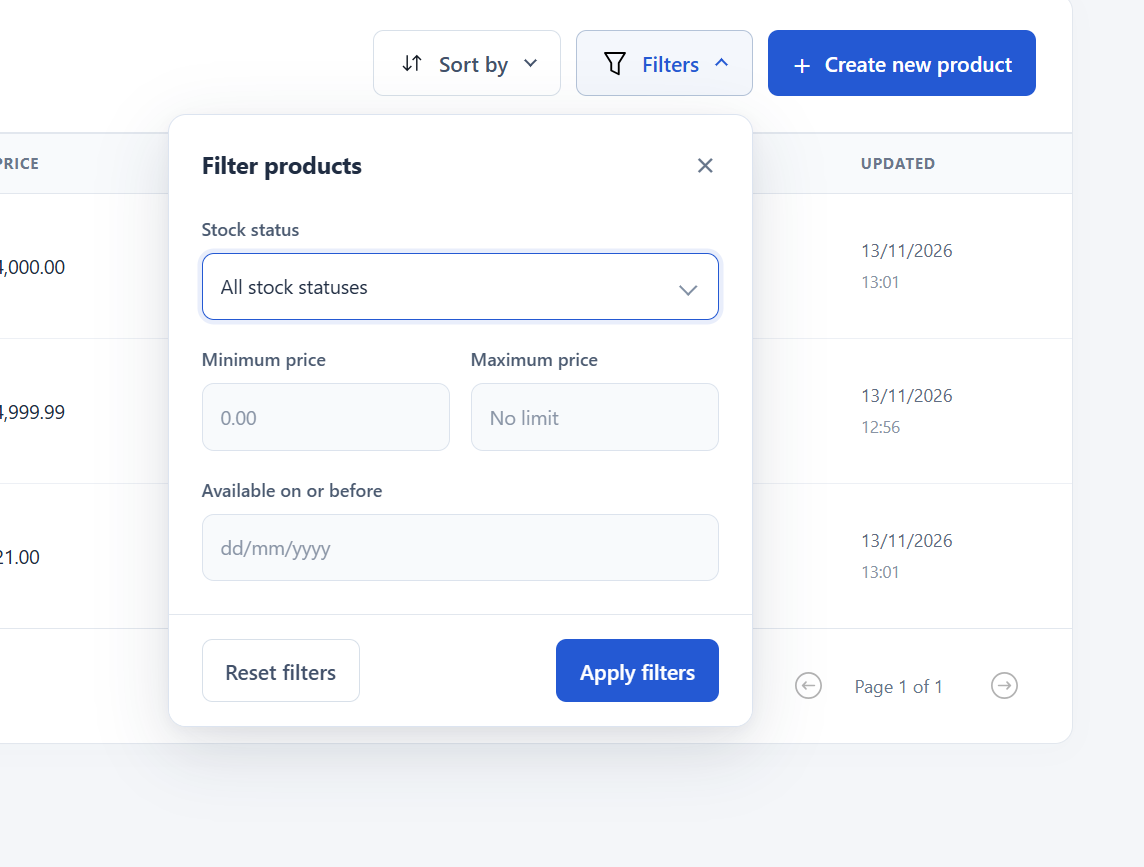 Sort by
Filters
+ Create new product
Filter products
PRICE
UPDATED
Stock status
All stock statuses
,000.00
13/11/2026
13:01
Minimum price
Maximum price
0.00
No limit
,999.99
13/11/2026
12:56
Available on or before
dd/mm/yyyy
21.00
13/11/2026
13:01
Reset filters
Apply filters
Page 1 of 1